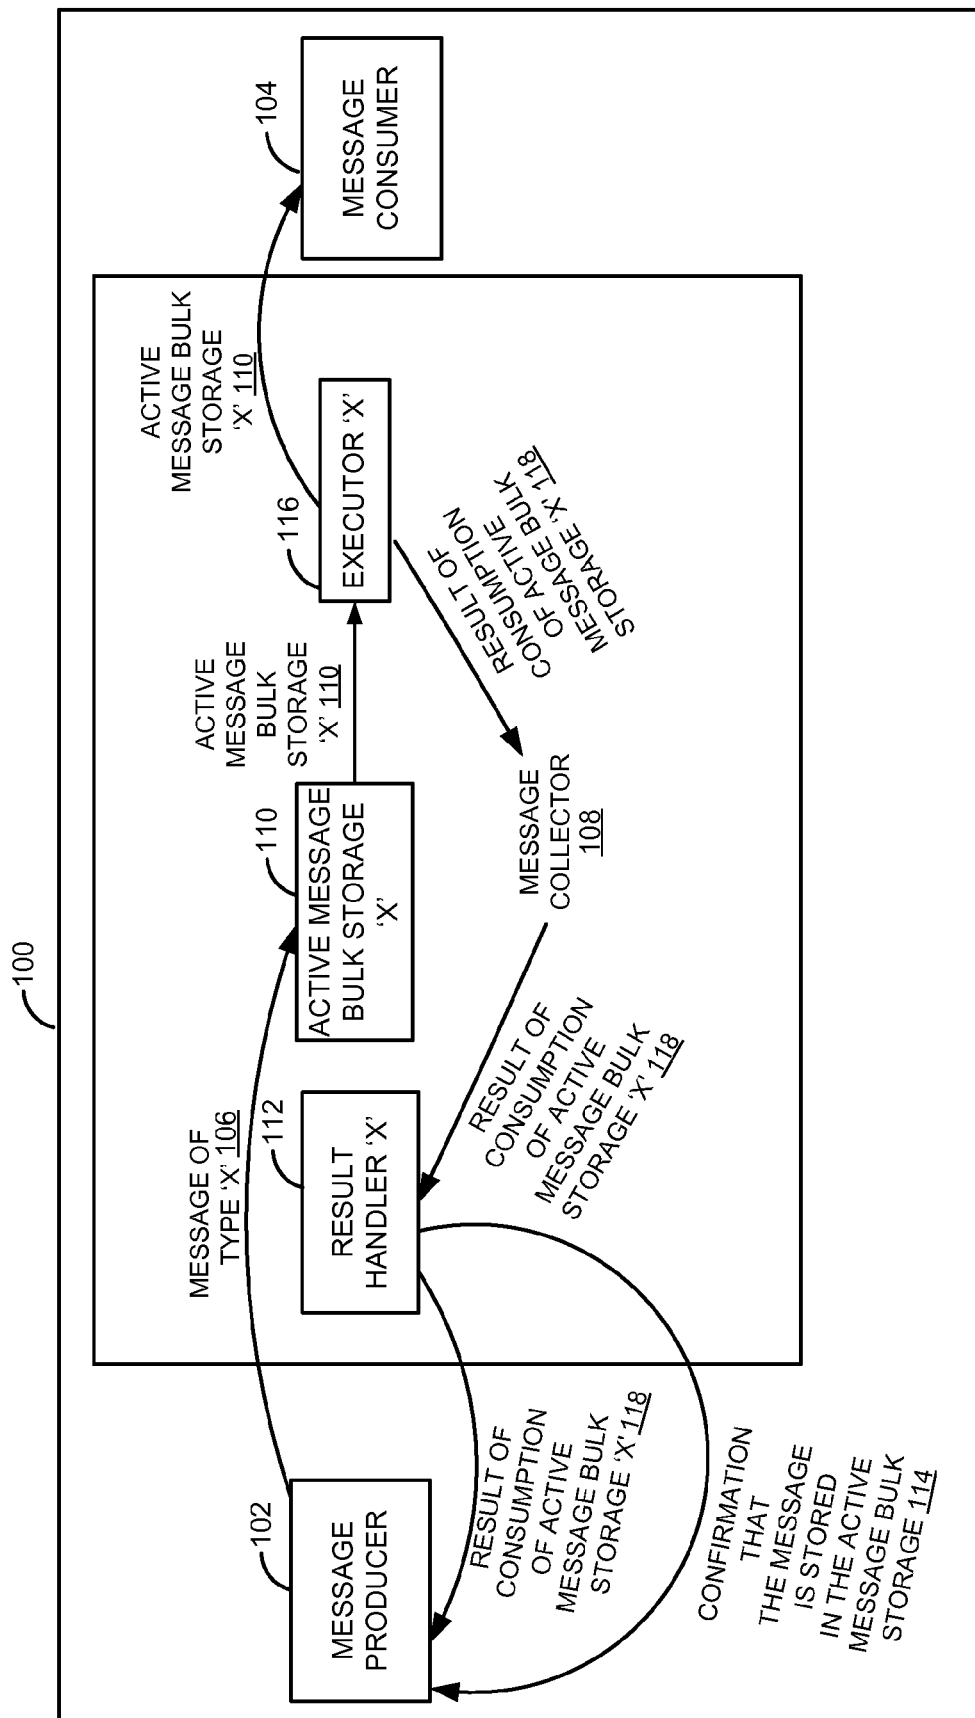 100
102
MESSAGE
PRODUCER
MESSAGE OF
TYPE 'X' 106
112
RESULT
HANDLER 'X'
110
ACTIVE MESSAGE
BULK STORAGE
'X'
ACTIVE
MESSAGE
BULK
STORAGE
'X' 110
116
EXECUTOR 'X'
ACTIVE
MESSAGE BULK
STORAGE
'X' 110
104
MESSAGE
CONSUMER
RESULT OF
CONSUMPTION
OF ACTIVE
MESSAGE BULK
STORAGE 'X' 118
MESSAGE
COLLECTOR
108
RESULT OF
CONSUMPTION
OF ACTIVE
MESSAGE BULK
STORAGE 'X' 118
RESULT OF
CONSUMPTION
OF ACTIVE
MESSAGE BULK
STORAGE 'X' 118
CONFIRMATION
THAT
THE MESSAGE
IS STORED
IN THE ACTIVE
MESSAGE BULK
STORAGE 114